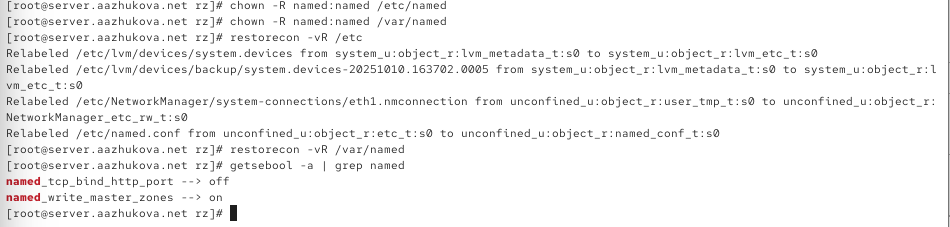 [root@server.aazhukova.net rz]# chown -R named:named /etc/named
[root@server.aazhukova.net rz]# chown -R named:named /var/named
[root@server.aazhukova.net rz]# restorecon -vR /etc
Relabeled /etc/lvm/devices/system.devices from system_u:object_r:lvm_metadata_t:s0 to system_u:object_r:lvm_etc_t:s0
Relabeled /etc/lvm/devices/backup/system.devices-20251010.163702.0005 from system_u:object_r:lvm_metadata_t:s0 to system_u:object_r:l
vm_etc_t:s0
Relabeled /etc/NetworkManager/system-connections/eth1.nmconnection from unconfined_u:object_r:user_tmp_t:s0 to unconfined_u:object_r:
NetworkManager_etc_rw_t:s0
Relabeled /etc/named.conf from unconfined_u:object_r:etc_t:s0 to unconfined_u:object_r:named_conf_t:s0
[root@server.aazhukova.net rz]# restorecon -vR /var/named
[root@server.aazhukova.net rz]# getsebool -a | grep named
named_tcp_bind_http_port --> off
named_write_master_zones --> on
[root@server.aazhukova.net rz]#